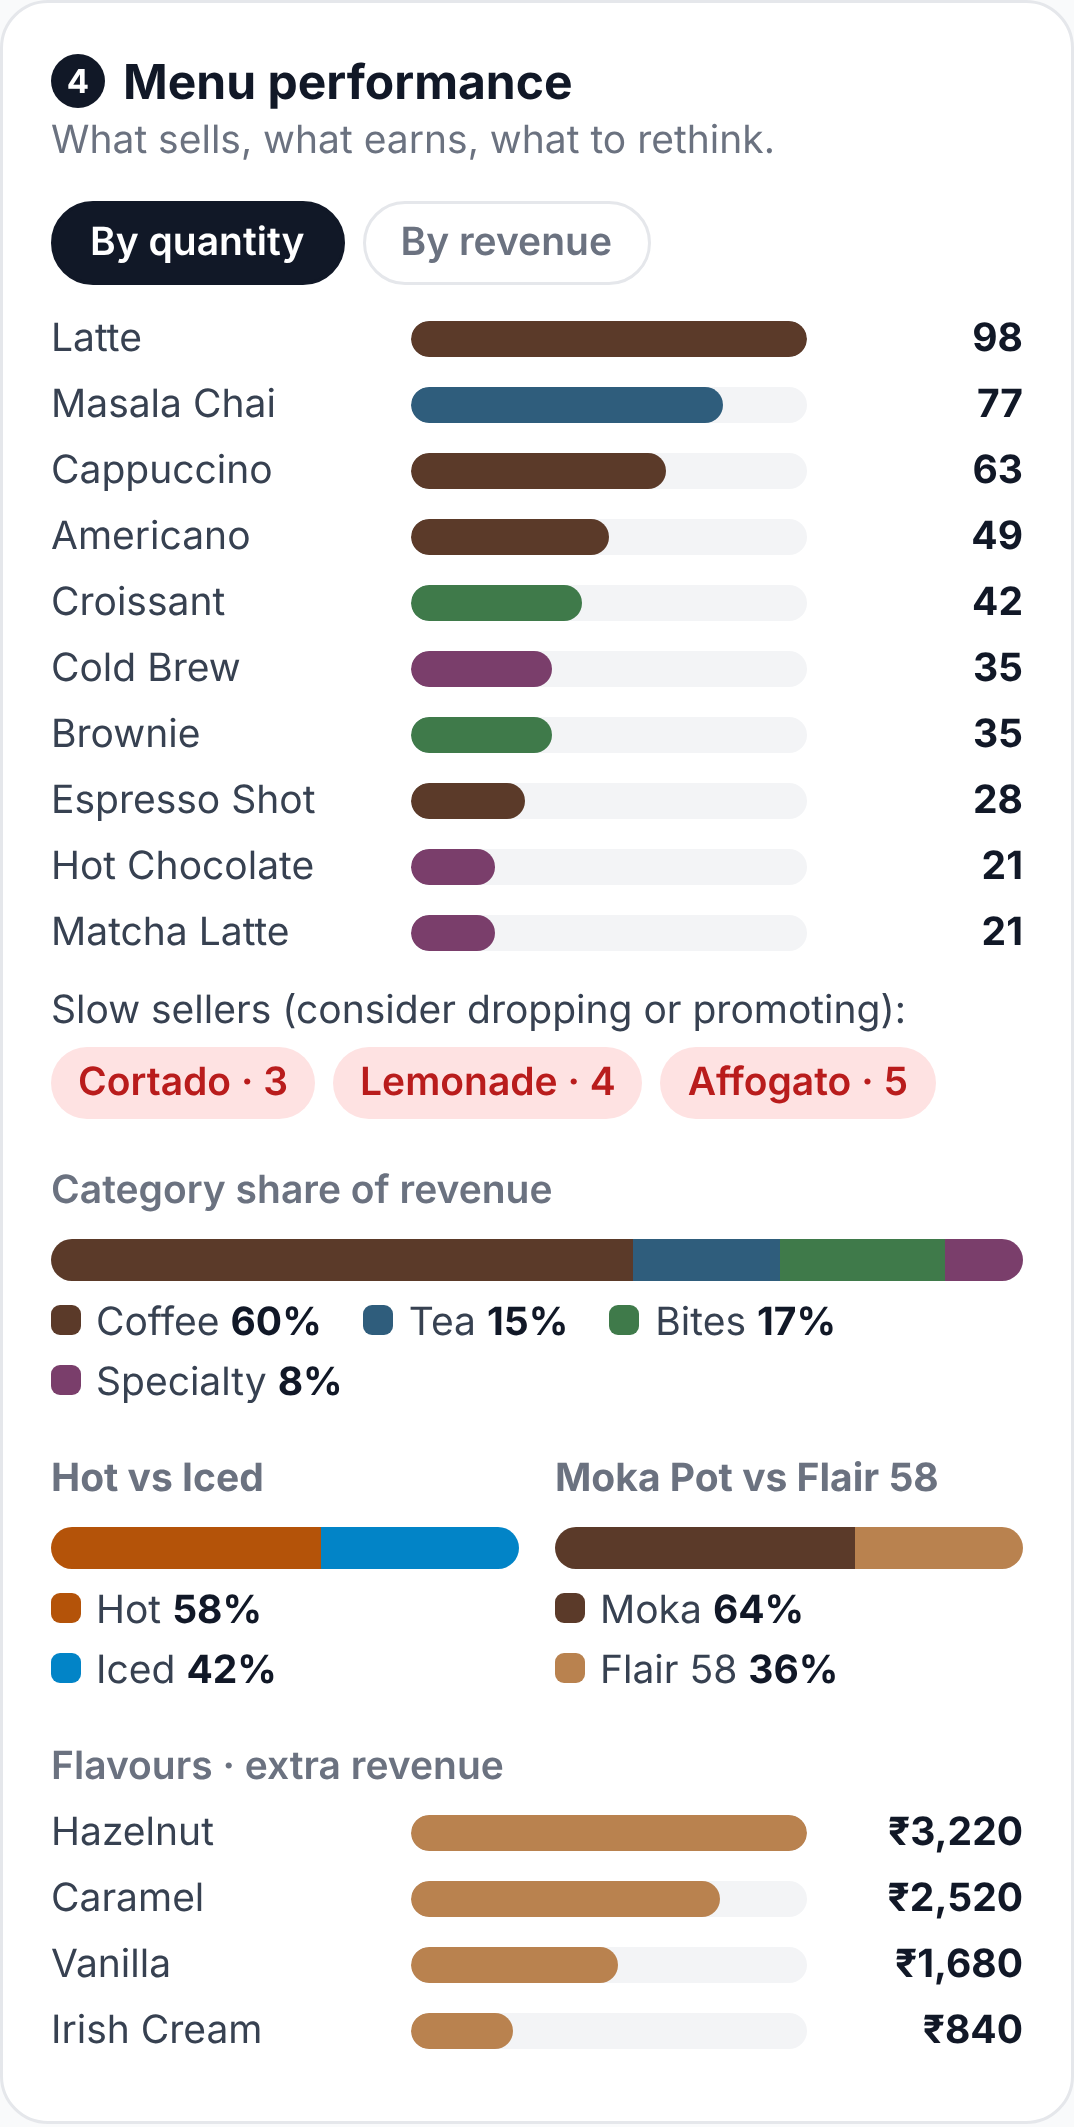 4 Menu performance
What sells, what earns, what to rethink.
By quantity By revenue
Latte 98
Masala Chai 77
Cappuccino 63
Americano 49
Croissant 42
Cold Brew 35
Brownie 35
Espresso Shot 28
Hot Chocolate 21
Matcha Latte 21
Slow sellers (consider dropping or promoting):
Cortado · 3 Lemonade · 4 Affogato · 5
Category share of revenue
Coffee 60% Tea 15% Bites 17%
Specialty 8%
Hot vs Iced
Hot 58%
Iced 42%
Moka Pot vs Flair 58
Moka 64%
Flair 58 36%
Flavours · extra revenue
Hazelnut ₹3,220
Caramel ₹2,520
Vanilla ₹1,680
Irish Cream ₹840